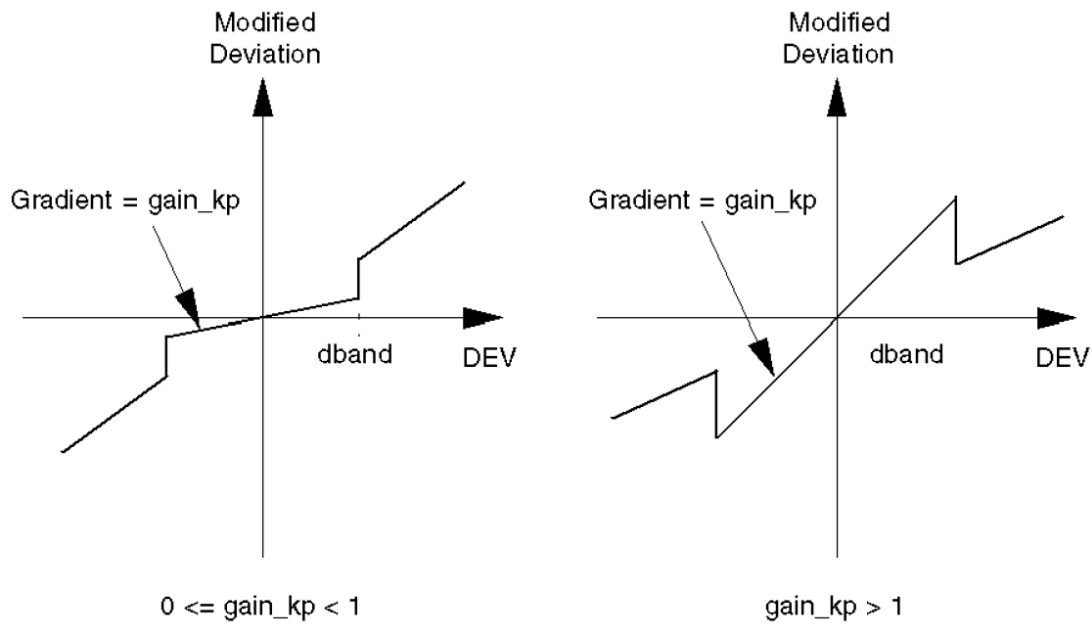 Modified
Deviation
Gradient = gain_kp
dband
DEV
0 <= gain_kp < 1
Modified
Deviation
Gradient = gain_kp
dband
DEV
gain_kp > 1